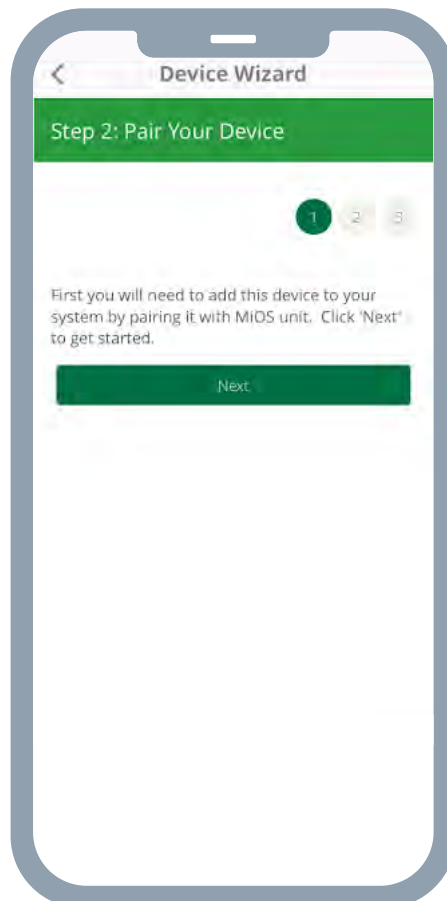 Device Wizard
Step 2: Pair Your Device
1 2 3
First you will need to add this device to your
system by pairing it with MiOS unit. Click 'Next'
to get started.
Next